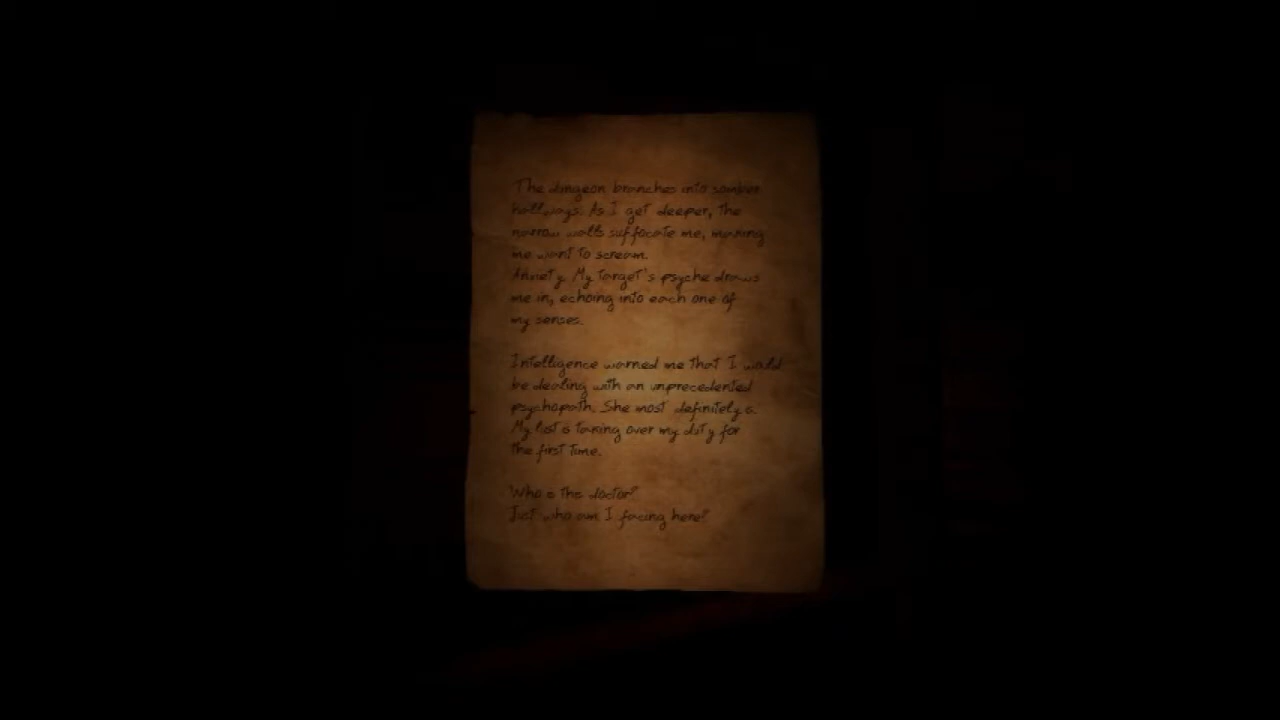 The dungeon branches into somber
hallways. As I get deeper, the
narrow walls suffocate me, making
me want to scream.
Anxiety. My target's psyche draws
me in, echoing into each one of
my senses.
Intelligence warned me that I would
be dealing with an unprecedented
psychopath. She most definitely is.
My lust is taking over my duty for
the first time.
Who is the doctor?
Just who am I facing here?